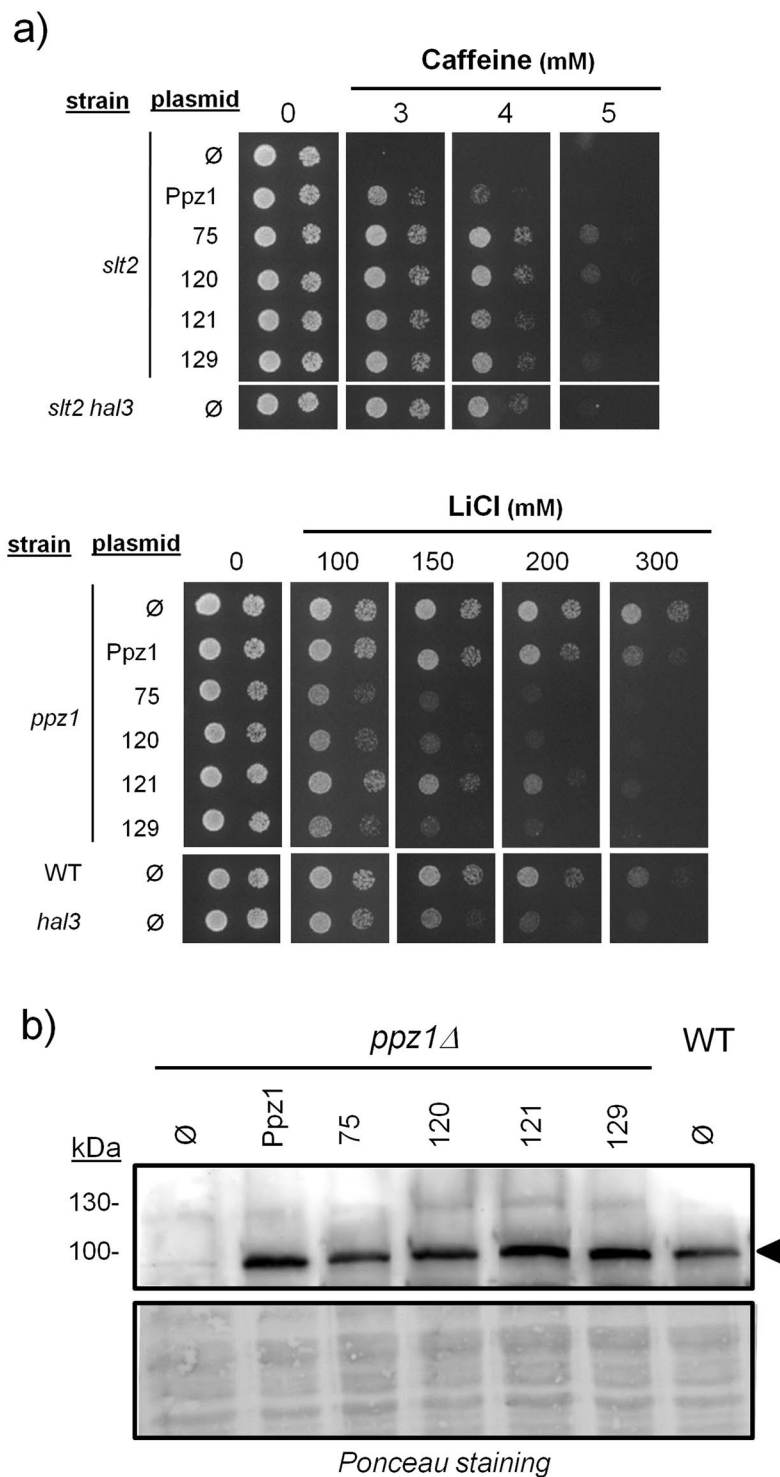 a)
Caffeine (mM)
strain plasmid
0 3 4 5
Ø
Ppz1
75
slt2
120
121
129
slt2 hal3 Ø
LiCl (mM)
strain plasmid
0 100 150 200 300
Ø
Ppz1
75
ppz1
120
121
129
WT Ø
hal3 Ø
b)
ppz1Δ WT
Ø Ppz1 75 120 121 129 Ø
kDa
130-
100-
Ponceau staining